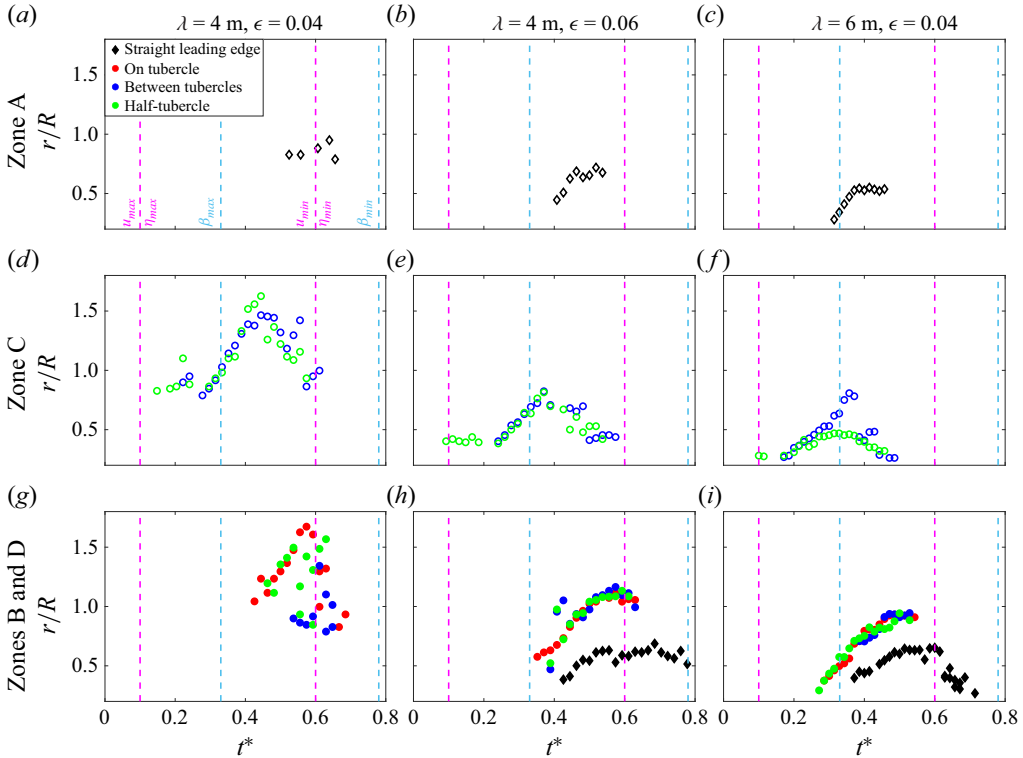 (a) (b) (c)
λ = 4 m, ϵ = 0.04 λ = 4 m, ϵ = 0.06 λ = 6 m, ϵ = 0.04
Straight leading edge
On tubercle
Between tubercles
Half-tubercle
Zone A
r/R
1.5
1.0
0.5
u_max
η_max
β_max
u_min
η_min
β_min
(d) (e) (f)
Zone C
r/R
1.5
1.0
0.5
(g) (h) (i)
Zones B and D
r/R
1.5
1.0
0.5
0 0.2 0.4 0.6 0.8 0 0.2 0.4 0.6 0.8 0 0.2 0.4 0.6 0.8
t* t* t*